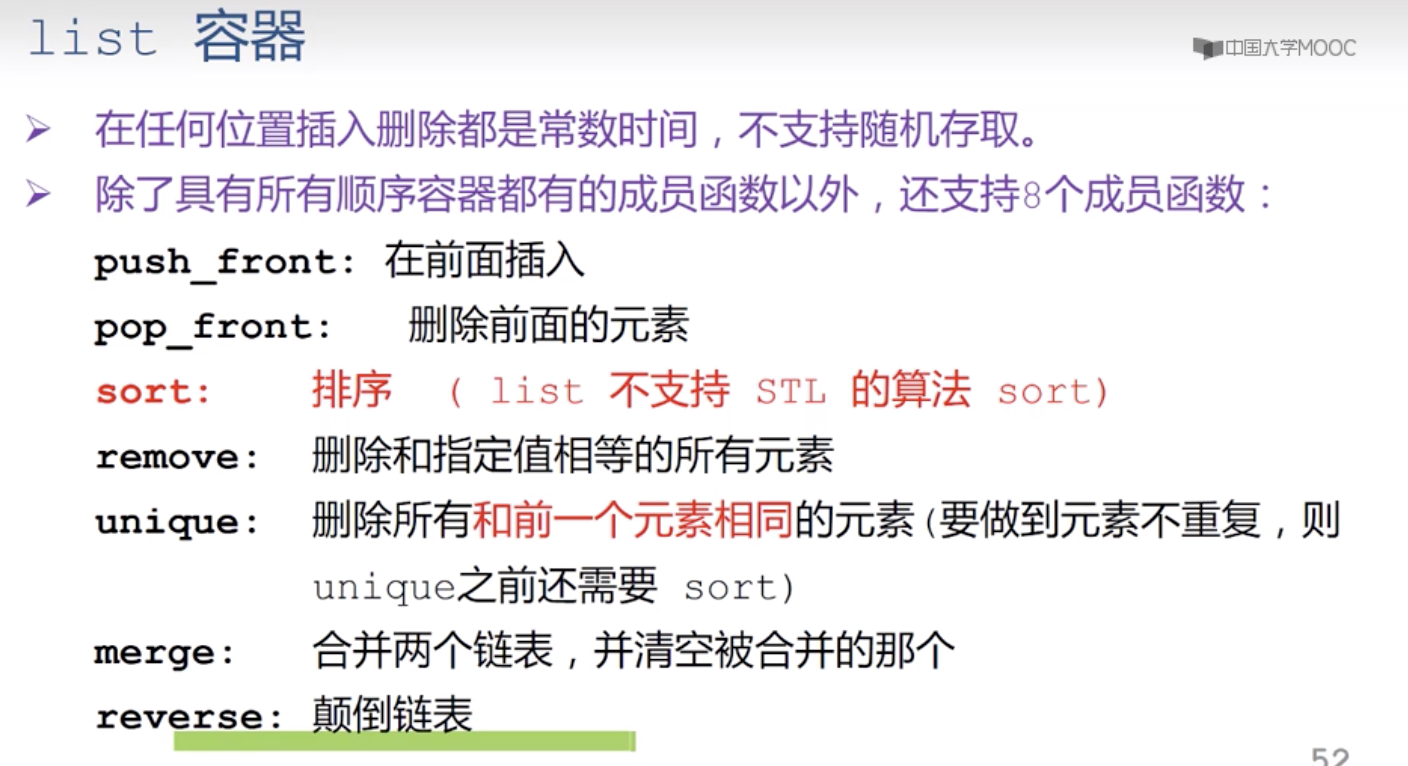 list 容器
中国大学MOOC
➢ 在任何位置插入删除都是常数时间，不支持随机存取。
➢ 除了具有所有顺序容器都有的成员函数以外，还支持8个成员函数：
push_front: 在前面插入
pop_front: 删除前面的元素
sort: 排序 ( list 不支持 STL 的算法 sort)
remove: 删除和指定值相等的所有元素
unique: 删除所有和前一个元素相同的元素(要做到元素不重复，则
unique之前还需要 sort)
merge: 合并两个链表，并清空被合并的那个
reverse: 颠倒链表
52